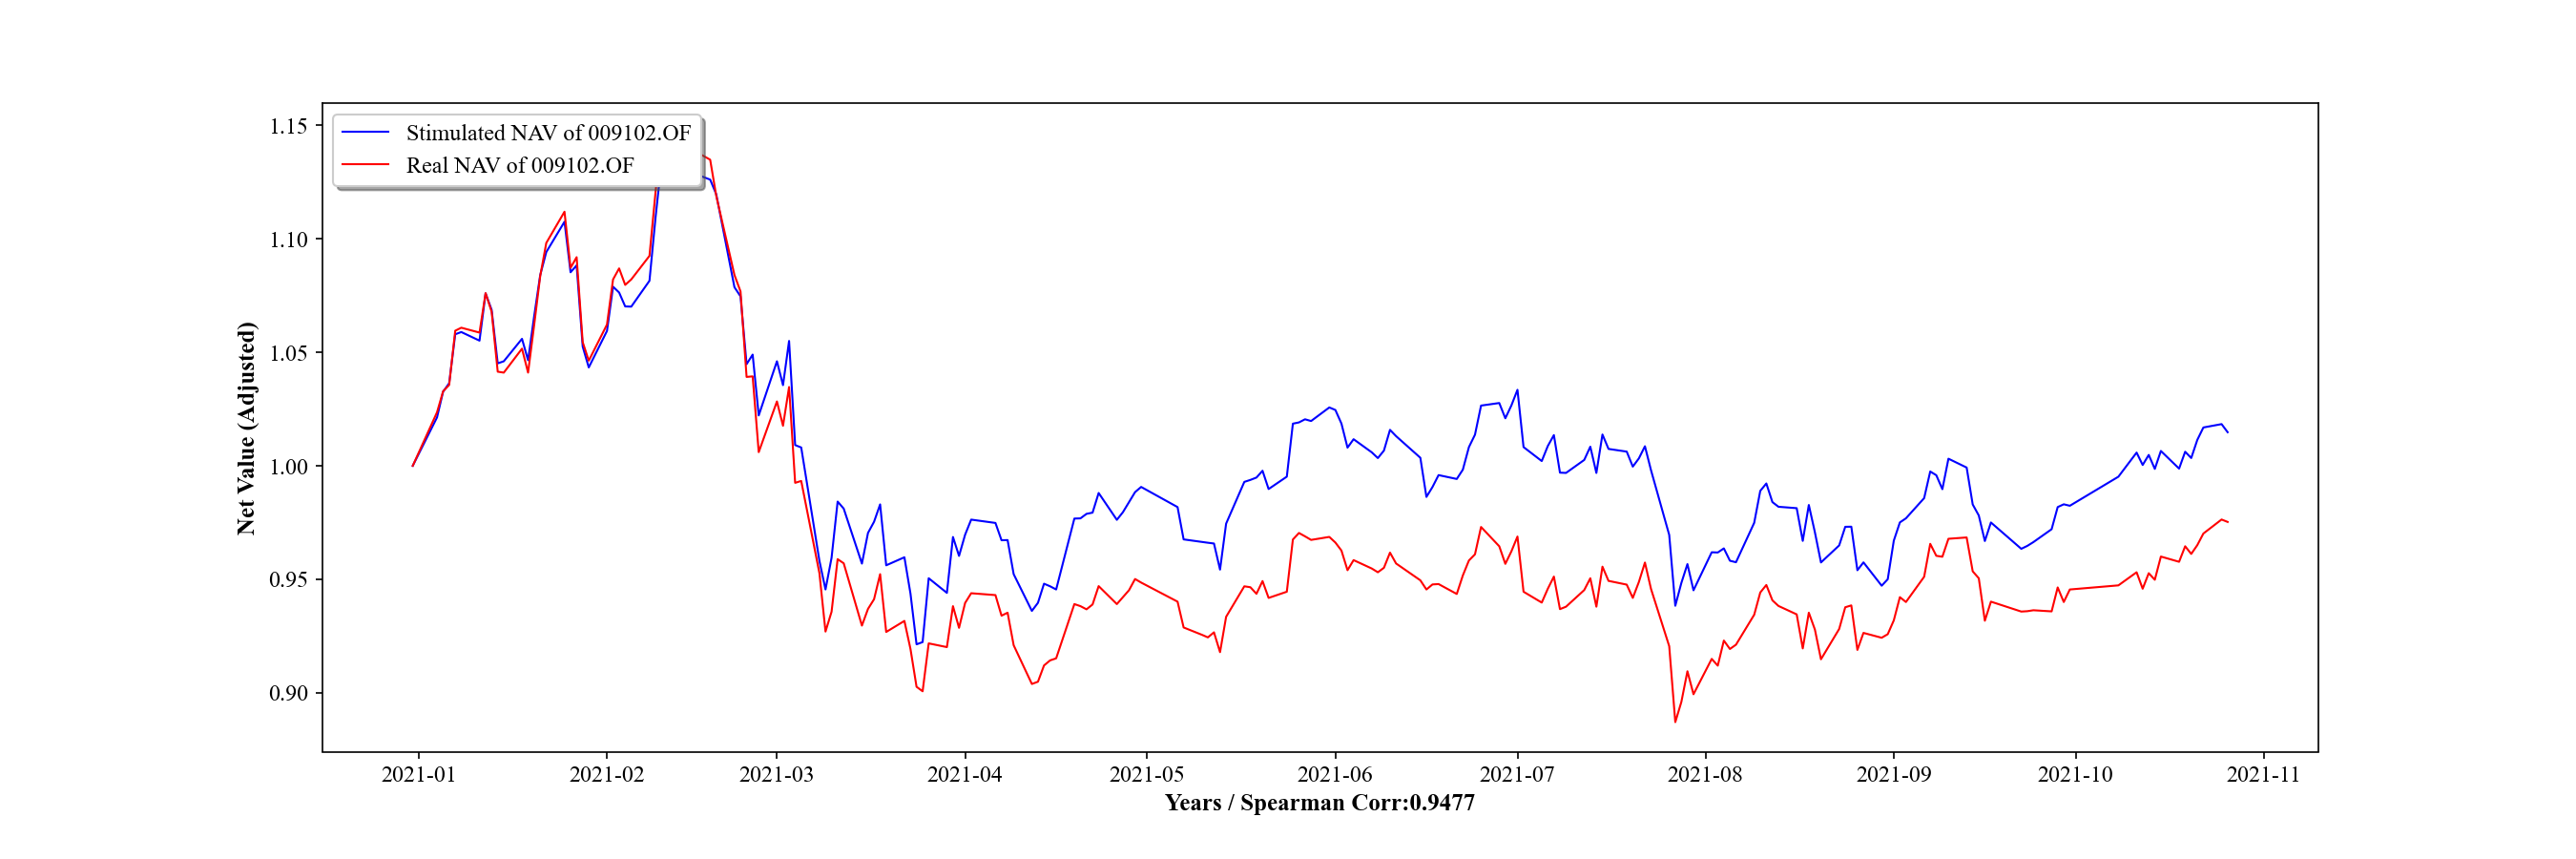 Stimulated NAV of 009102.OF
Real NAV of 009102.OF
Net Value (Adjusted)
1.15
1.10
1.05
1.00
0.95
0.90
2021-01 2021-02 2021-03 2021-04 2021-05 2021-06 2021-07 2021-08 2021-09 2021-10 2021-11
Years / Spearman Corr:0.9477